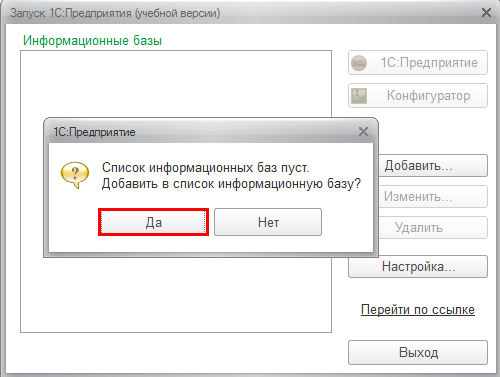 Запуск 1С:Предприятия (учебной версии)
Информационные базы
1С:Предприятие
Конфигуратор
1С:Предприятие
Список информационных баз пуст.
Добавить в список информационную базу?
Да
Нет
Добавить...
Изменить...
Удалить
Настройка...
Перейти по ссылке
Выход